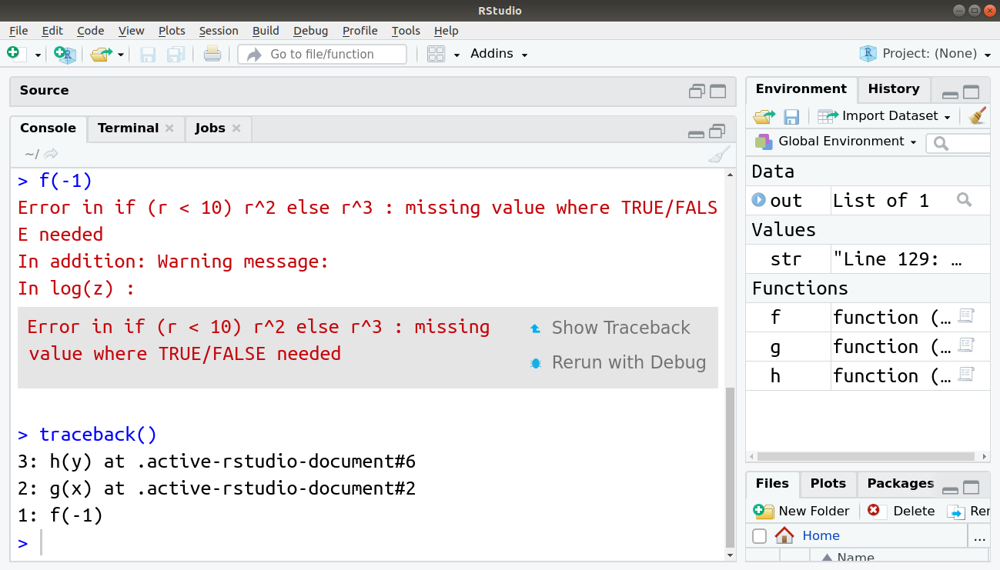 RStudio
File Edit Code View Plots Session Build Debug Profile Tools Help
Go to file/function Addins Project: (None)
Source
Console Terminal Jobs
~/
> f(-1)
Error in if (r < 10) r^2 else r^3 : missing value where TRUE/FALS
E needed
In addition: Warning message:
In log(z) :
Error in if (r < 10) r^2 else r^3 : missing
value where TRUE/FALSE needed
Show Traceback
Rerun with Debug
> traceback()
3: h(y) at .active-rstudio-document#6
2: g(x) at .active-rstudio-document#2
1: f(-1)
>
Environment History
Import Dataset
Global Environment
Data
out List of 1
Values
str "Line 129: …
Functions
f function (…
g function (…
h function (…
Files Plots Packages
New Folder Delete Rer
Home ...
Name